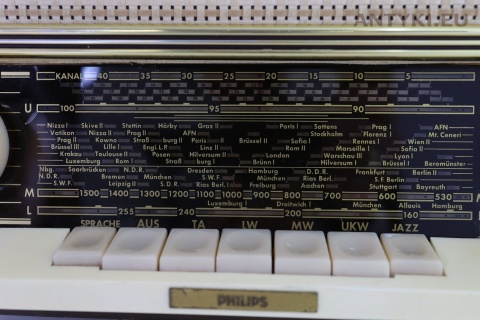 ANTYKI.EU
KANAL 40 35 30 25 20 15 10 5
U 100 95 90
Nizza I Skive II Stettin Hörby Graz II Paris I Sottens Prag I AFN
Vatikan Nizza II Prag II AFN Stockholm Florenz I Mt. Ceneri
Prag II Kowno Straßburg II Paris II Brüssel II Sofia I Rennes I Wien II
Brüssel III Lille I Engl. L.P. Linz II Rom II Marseille I Sofia II
Krakau Toulouse II Posen Hilversum II London Warschau III Lyon I
Luxemburg Rom I Straßburg I Brünn I Hilversum I Brüssel I Beromünster
Nbg. Saarbrücken N.D.R. Dresden Hamburg D.D.R. Frankfurt Berlin II
N.D.R. Bremen München S.W.F. München Rias Berl. S.F. Berlin Hamburg
S.W.F. Leipzig II S.D.R. Rias Berl. Freiburg Aachen Stuttgart Bayreuth
M 1500 1400 1300 1200 1100 1000 900 800 700 600 530 M
Luxemburg I Droitwich I München Allouis Hamburg
L 255 240 200 160
SPRACHE AUS TA LW MW UKW JAZZ
PHILIPS